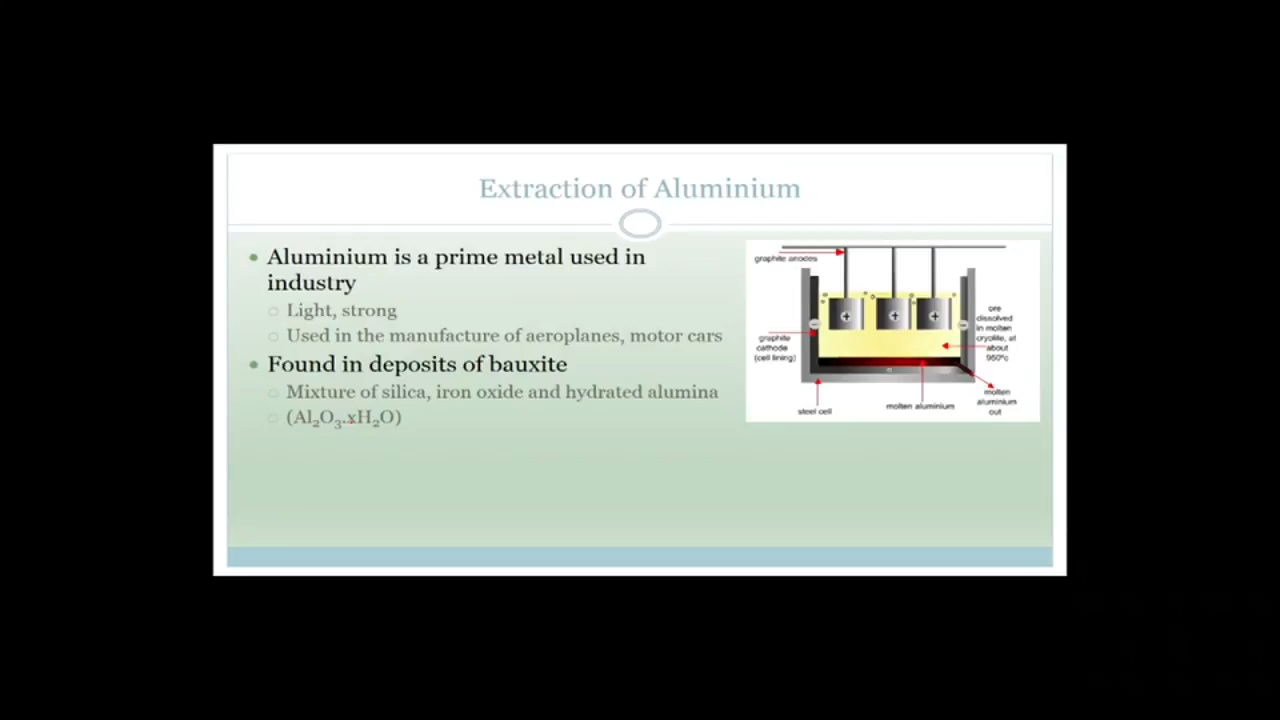 Extraction of Aluminium
Aluminium is a prime metal used in
industry
Light, strong
Used in the manufacture of aeroplanes, motor cars
Found in deposits of bauxite
Mixture of silica, iron oxide and hydrated alumina
(Al₂O₃.xH₂O)
graphite anodes
graphite
cathode
(cell lining)
ore
dissolved
in molten
cryolite, at
about
960ºc
steel cell
molten aluminium
molten
aluminium
out